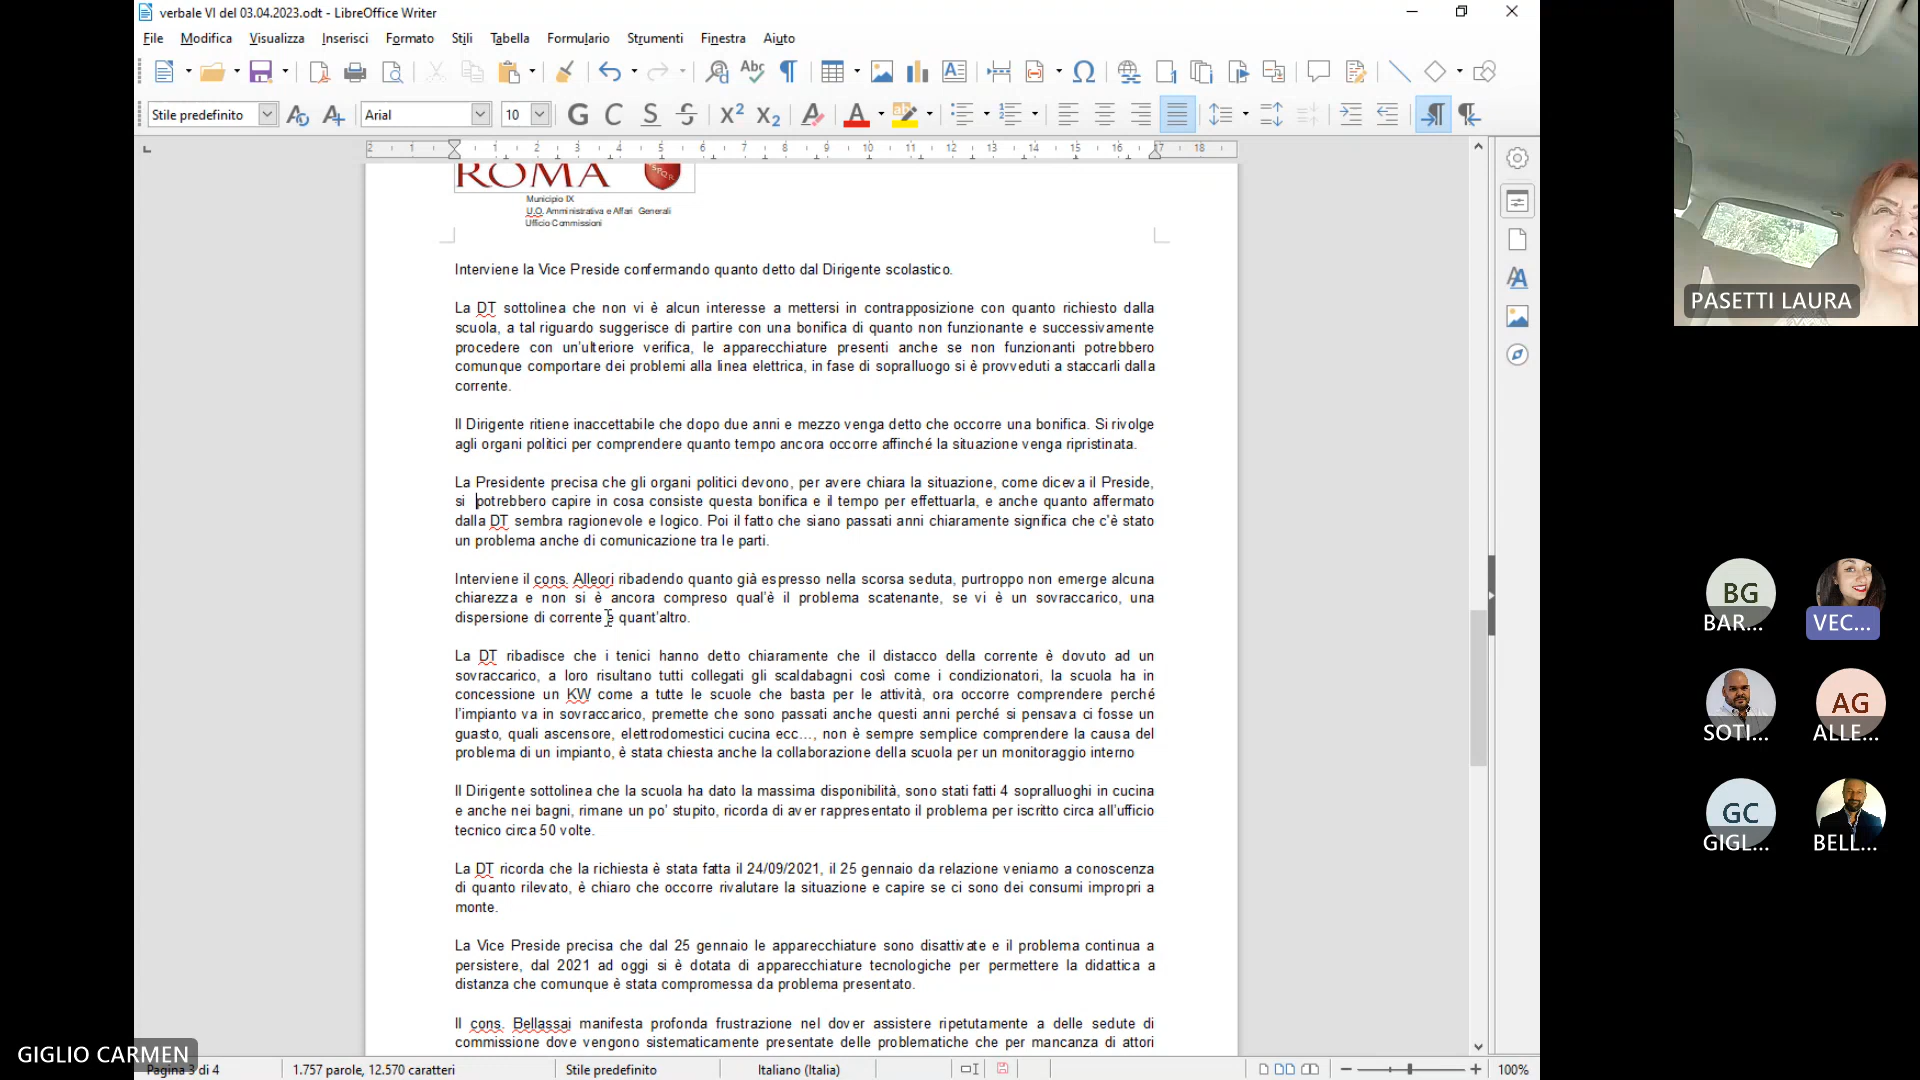 verbale VI del 03.04.2023.odt - LibreOffice Writer
File Modifica Visualizza Inserisci Formato Stili Tabella Formulario Strumenti Finestra Aiuto
Stile predefinito Arial 10 G C S
2 1 1 2 3 4 5 6 7 8 9 10 11 12 13 14 15 16 17 18
ROMA
SPQR
Municipio IX
U.O. Amministrativa e Affari Generali
Ufficio Commissioni
Interviene la Vice Preside confermando quanto detto dal Dirigente scolastico.
La DT sottolinea che non vi è alcun interesse a mettersi in contrapposizione con quanto richiesto dalla
scuola, a tal riguardo suggerisce di partire con una bonifica di quanto non funzionante e successivamente
procedere con un'ulteriore verifica, le apparecchiature presenti anche se non funzionanti potrebbero
comunque comportare dei problemi alla linea elettrica, in fase di sopralluogo si è provveduti a staccarli dalla
corrente.
Il Dirigente ritiene inaccettabile che dopo due anni e mezzo venga detto che occorre una bonifica. Si rivolge
agli organi politici per comprendere quanto tempo ancora occorre affinché la situazione venga ripristinata.
La Presidente precisa che gli organi politici devono, per avere chiara la situazione, come diceva il Preside,
si potrebbero capire in cosa consiste questa bonifica e il tempo per effettuarla, e anche quanto affermato
dalla DT sembra ragionevole e logico. Poi il fatto che siano passati anni chiaramente significa che c'è stato
un problema anche di comunicazione tra le parti.
Interviene il cons. Alleori ribadendo quanto già espresso nella scorsa seduta, purtroppo non emerge alcuna
chiarezza e non si è ancora compreso qual'è il problema scatenante, se vi è un sovraccarico, una
dispersione di corrente e quant'altro.
La DT ribadisce che i tenici hanno detto chiaramente che il distacco della corrente è dovuto ad un
sovraccarico, a loro risultano tutti collegati gli scaldabagni così come i condizionatori, la scuola ha in
concessione un KW come a tutte le scuole che basta per le attività, ora occorre comprendere perché
l'impianto va in sovraccarico, premette che sono passati anche questi anni perché si pensava ci fosse un
guasto, quali ascensore, elettrodomestici cucina ecc…, non è sempre semplice comprendere la causa del
problema di un impianto, è stata chiesta anche la collaborazione della scuola per un monitoraggio interno
Il Dirigente sottolinea che la scuola ha dato la massima disponibilità, sono stati fatti 4 sopralluoghi in cucina
e anche nei bagni, rimane un po' stupito, ricorda di aver rappresentato il problema per iscritto circa all'ufficio
tecnico circa 50 volte.
La DT ricorda che la richiesta è stata fatta il 24/09/2021, il 25 gennaio da relazione veniamo a conoscenza
di quanto rilevato, è chiaro che occorre rivalutare la situazione e capire se ci sono dei consumi impropri a
monte.
La Vice Preside precisa che dal 25 gennaio le apparecchiature sono disattivate e il problema continua a
persistere, dal 2021 ad oggi si è dotata di apparecchiature tecnologiche per permettere la didattica a
distanza che comunque è stata compromessa da problema presentato.
Il cons. Bellassai manifesta profonda frustrazione nel dover assistere ripetutamente a delle sedute di
commissione dove vengono sistematicamente presentate delle problematiche che per mancanza di attori
Pagina 3 di 4 1.757 parole, 12.570 caratteri Stile predefinito Italiano (Italia) 100%
GIGLIO CARMEN
PASETTI LAURA
BG
BAR...
VEC...
SOTI...
AG
ALLE...
GC
GIGL...
BELL...